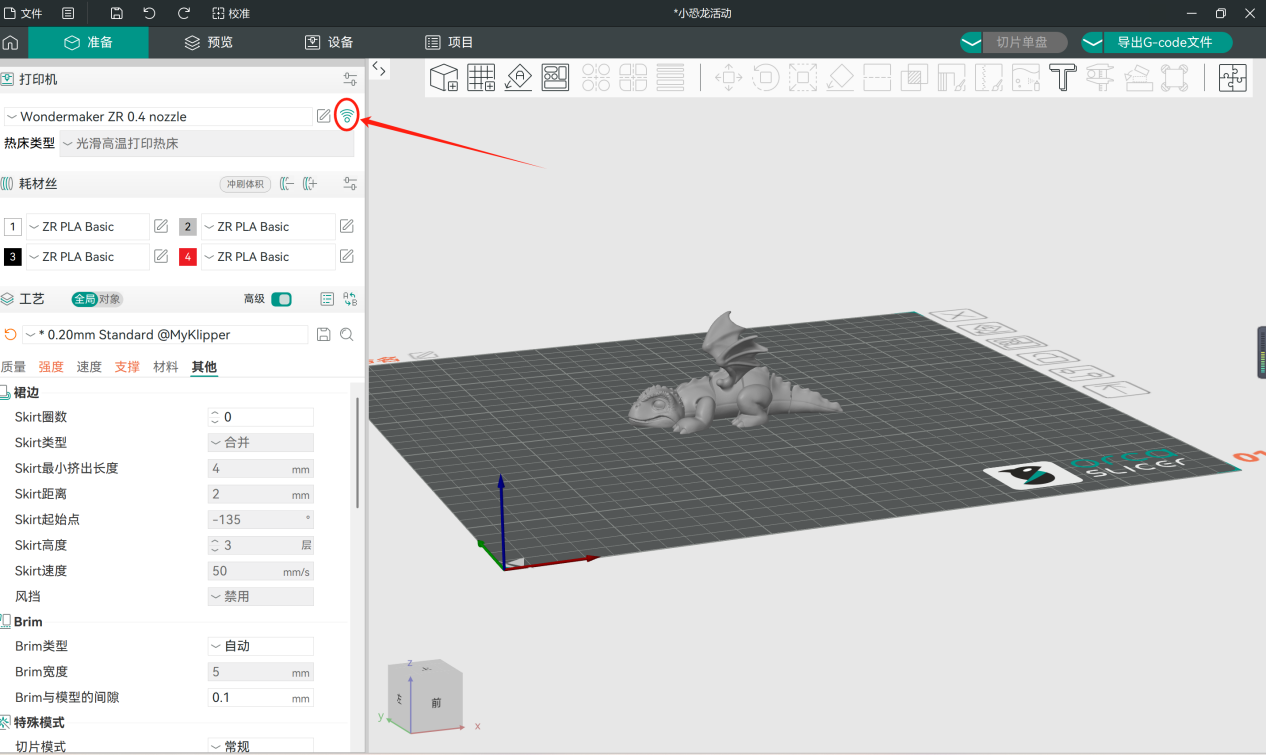 文件
校准
*小恐龙活动
准备
预览
设备
项目
切片单盘
导出G-code文件
打印机
Wondermaker ZR 0.4 nozzle
热床类型
光滑高温打印热床
耗材丝
冲刷体积
1 ZR PLA Basic
2 ZR PLA Basic
3 ZR PLA Basic
4 ZR PLA Basic
工艺
全局 对象
高级
* 0.20mm Standard @MyKlipper
质量 强度 速度 支撑 材料 其他
裙边
Skirt圈数 0
Skirt类型 合并
Skirt最小挤出长度 4 mm
Skirt距离 2 mm
Skirt起始点 -135 °
Skirt高度 3 层
Skirt速度 50 mm/s
风挡 禁用
Brim
Brim类型 自动
Brim宽度 5 mm
Brim与模型的间隙 0.1 mm
特殊模式
切片模式 常规
orca
SLICER
01
z
前
y
x